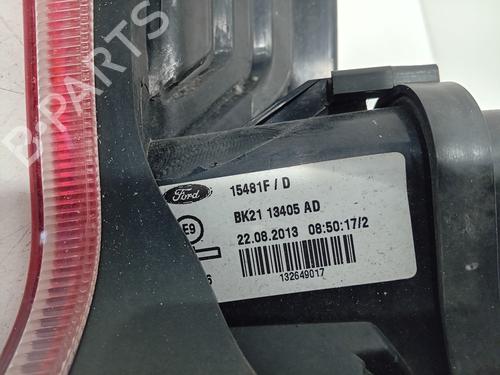 B-PARTS
Ford
15481F / D
BK21 13405 AD
E9
22.08.2013 08:50:17/2
132649017